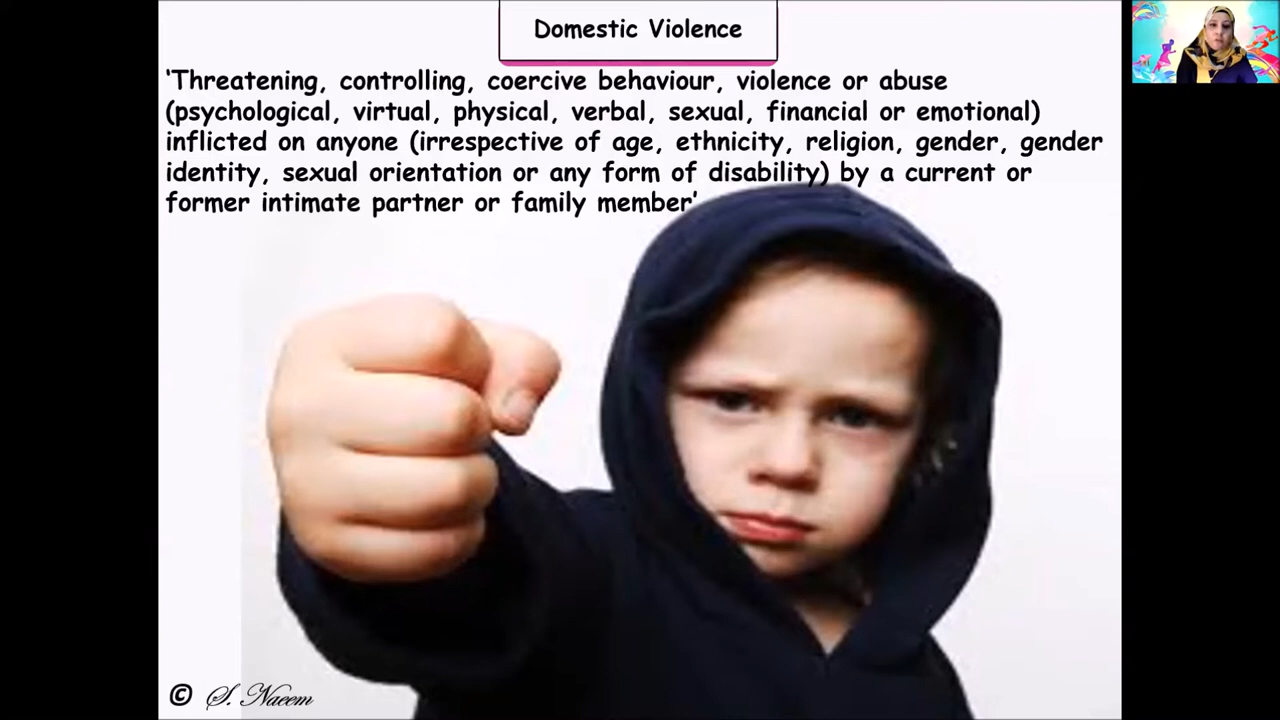 Domestic Violence
‘Threatening, controlling, coercive behaviour, violence or abuse
(psychological, virtual, physical, verbal, sexual, financial or emotional)
inflicted on anyone (irrespective of age, ethnicity, religion, gender, gender
identity, sexual orientation or any form of disability) by a current or
former intimate partner or family member’
© S. Naeem